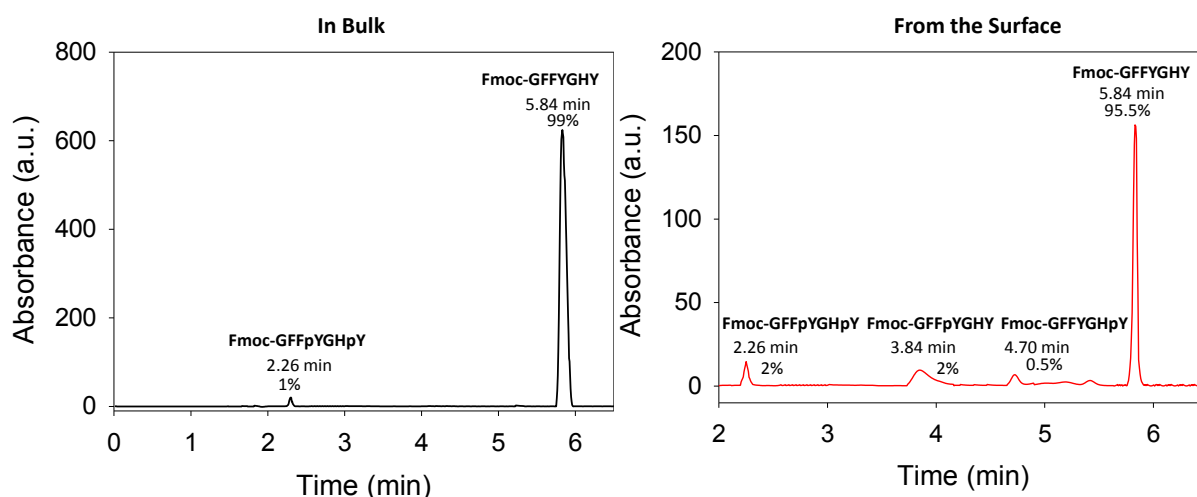 In Bulk
800
600
400
200
0
Absorbance (a.u.)
Fmoc-GFFYGHY
5.84 min
99%
Fmoc-GFFpYGHpY
2.26 min
1%
0 1 2 3 4 5 6
Time (min)
From the Surface
200
150
100
50
0
Absorbance (a.u.)
Fmoc-GFFYGHY
5.84 min
95.5%
Fmoc-GFFpYGHpY
2.26 min
2%
Fmoc-GFFpYGHY
3.84 min
2%
Fmoc-GFFYGHpY
4.70 min
0.5%
2 3 4 5 6
Time (min)